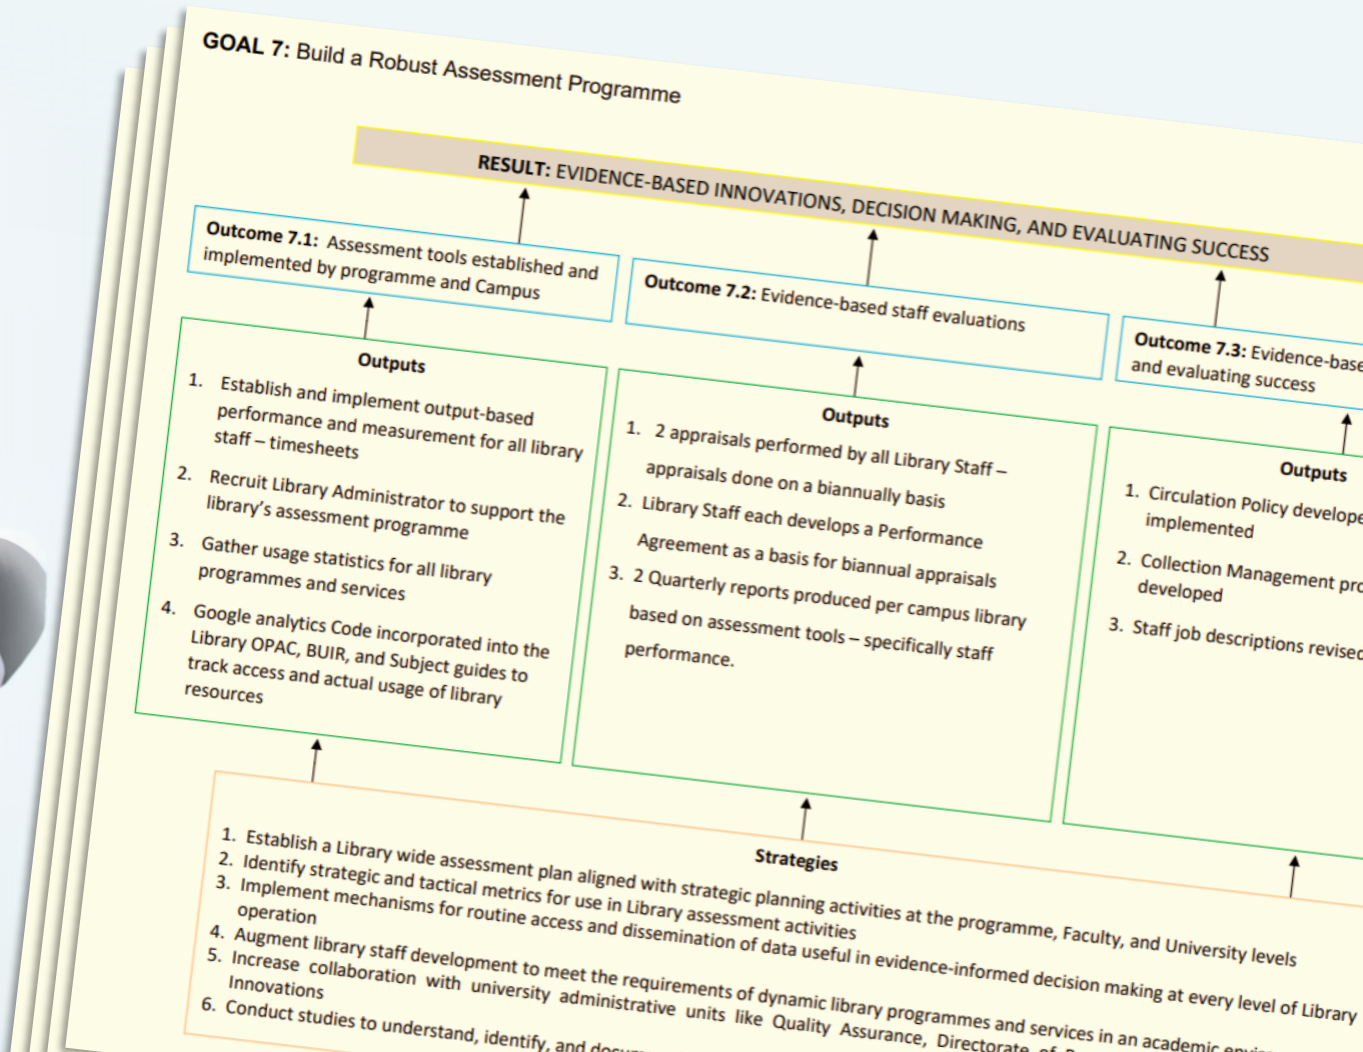 GOAL 7: Build a Robust Assessment Programme
RESULT: EVIDENCE-BASED INNOVATIONS, DECISION MAKING, AND EVALUATING SUCCESS
Outcome 7.1: Assessment tools established and
implemented by programme and Campus
Outcome 7.2: Evidence-based staff evaluations
Outcome 7.3:
and evaluating success
Outputs
1. Establish and implement output-based
performance and measurement for all library
staff – timesheets
2. Recruit Library Administrator to support the
library's assessment programme
3. Gather usage statistics for all library
programmes and services
4. Google analytics Code incorporated into the
Library OPAC, BUIR, and Subject guides to
track access and actual usage of library
resources
Outputs
1. 2 appraisals performed by all Library Staff –
appraisals done on a biannually basis
2. Library Staff each develops a Performance
Agreement as a basis for biannual appraisals
3. 2 Quarterly reports produced per campus library
based on assessment tools – specifically staff
performance.
Outputs
1. Circulation Policy
implemented
2. Collection Management
developed
3. Staff job descriptions revised
Strategies
1. Establish a Library wide assessment plan aligned with strategic planning activities at the programme, Faculty, and University levels
2. Identify strategic and tactical metrics for use in Library assessment activities
3. Implement mechanisms for routine access and dissemination of data useful in evidence-informed decision making at every level of Library
operation
4. Augment library staff development to meet the requirements of dynamic library programmes and services in an academic
5. Increase collaboration with university administrative units like Quality Assurance, Directorate of
Innovations
6. Conduct studies to understand, identify, and